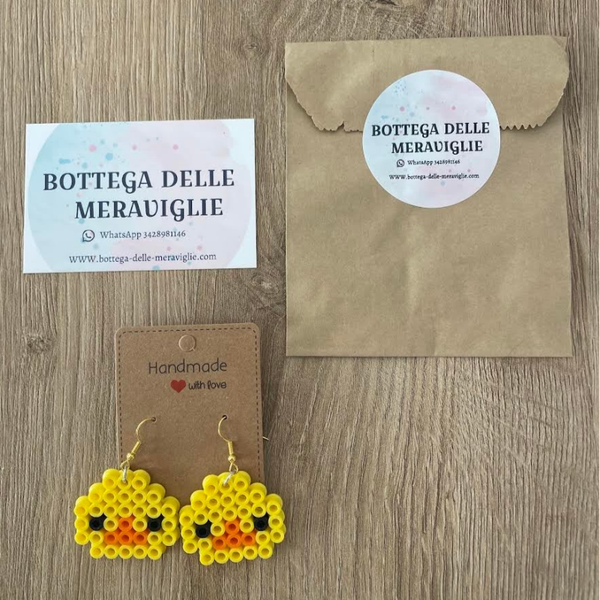 BOTTEGA DELLE
MERAVIGLIE
WhatsApp 3428981146
WWW.bottega-delle-meraviglie.com
BOTTEGA DELLE
MERAVIGLIE
WhatsApp 3428981146
WWW.bottega-delle-meraviglie.com
Handmade
with love